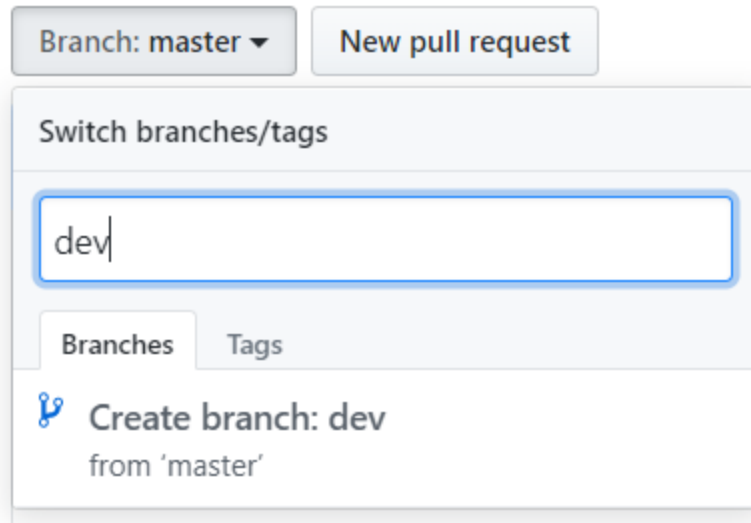 Branch: master New pull request
Switch branches/tags
dev
Branches Tags
Create branch: dev
from ‘master’